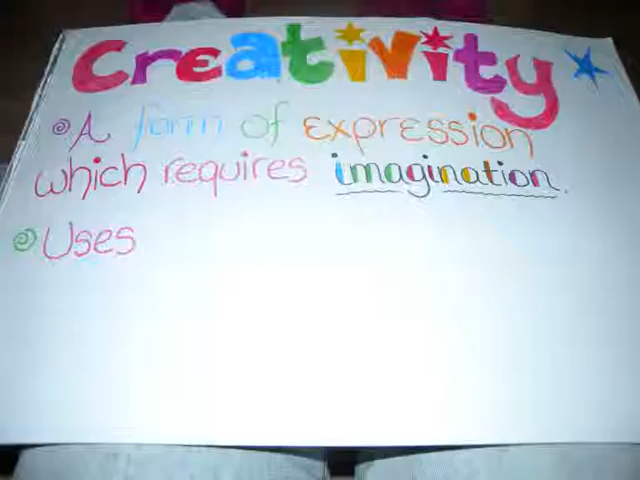 Creativity
A form of expression
which requires imagination.
Uses